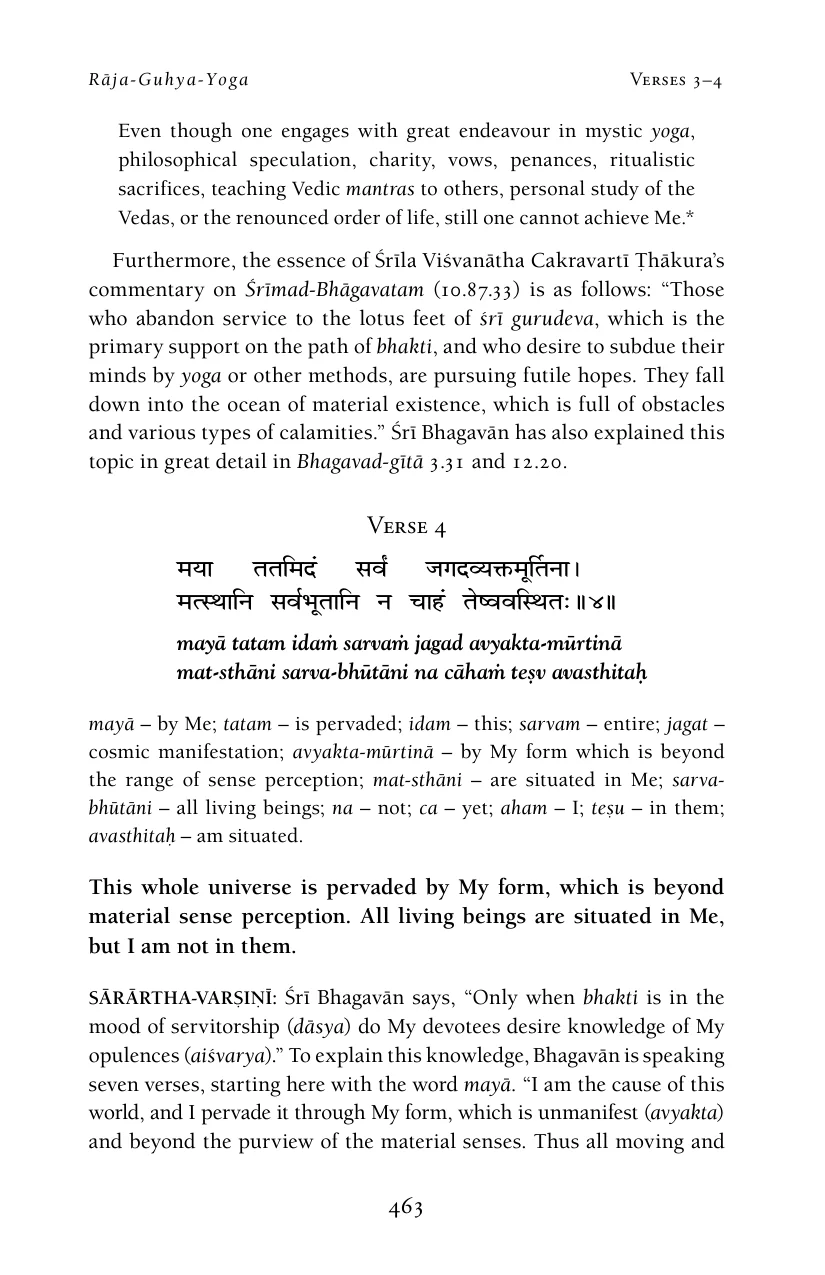 Rāja-Guhya-Yoga Verses 3–4
Even though one engages with great endeavour in mystic yoga,
philosophical speculation, charity, vows, penances, ritualistic
sacrifices, teaching Vedic mantras to others, personal study of the
Vedas, or the renounced order of life, still one cannot achieve Me.*
Furthermore, the essence of Śrīla Viśvanātha Cakravartī Ṭhākura’s
commentary on Śrīmad-Bhāgavatam (10.87.33) is as follows: “Those
who abandon service to the lotus feet of śrī gurudeva, which is the
primary support on the path of bhakti, and who desire to subdue their
minds by yoga or other methods, are pursuing futile hopes. They fall
down into the ocean of material existence, which is full of obstacles
and various types of calamities.” Śrī Bhagavān has also explained this
topic in great detail in Bhagavad-gītā 3.31 and 12.20.
Verse 4
मया ततमिदं सर्वं जगदव्यक्तमूर्तिना।
मत्स्थानि सर्वभूतानि न चाहं तेष्ववस्थितः॥४॥
mayā tatam idaṁ sarvaṁ jagad avyakta-mūrtinā
mat-sthāni sarva-bhūtāni na cāhaṁ teṣv avasthitaḥ
mayā – by Me; tatam – is pervaded; idam – this; sarvam – entire; jagat –
cosmic manifestation; avyakta-mūrtinā – by My form which is beyond
the range of sense perception; mat-sthāni – are situated in Me; sarva-
bhūtāni – all living beings; na – not; ca – yet; aham – I; teṣu – in them;
avasthitaḥ – am situated.
This whole universe is pervaded by My form, which is beyond
material sense perception. All living beings are situated in Me,
but I am not in them.
SĀRĀRTHA-VARṢIṆĪ: Śrī Bhagavān says, “Only when bhakti is in the
mood of servitorship (dāsya) do My devotees desire knowledge of My
opulences (aiśvarya).” To explain this knowledge, Bhagavān is speaking
seven verses, starting here with the word mayā. “I am the cause of this
world, and I pervade it through My form, which is unmanifest (avyakta)
and beyond the purview of the material senses. Thus all moving and
463